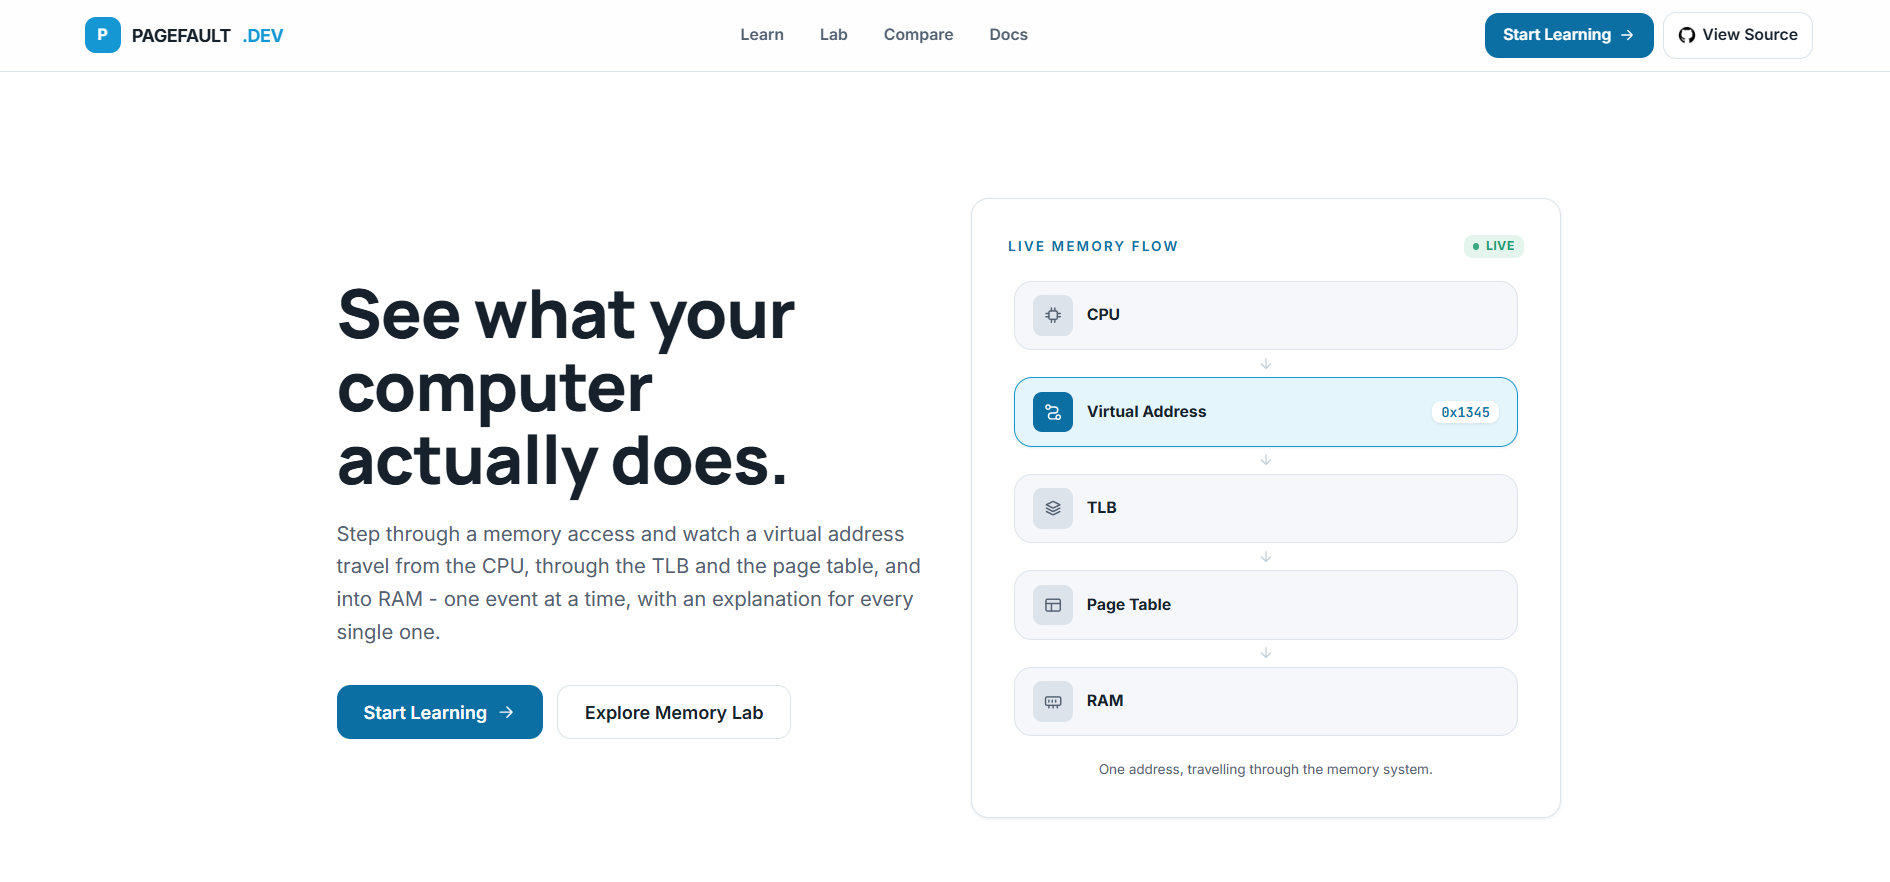 P PAGEFAULT .DEV
Learn Lab Compare Docs
Start Learning →
View Source
See what your
computer
actually does.
Step through a memory access and watch a virtual address
travel from the CPU, through the TLB and the page table, and
into RAM - one event at a time, with an explanation for every
single one.
Start Learning →
Explore Memory Lab
LIVE MEMORY FLOW
LIVE
CPU
Virtual Address 0x1345
TLB
Page Table
RAM
One address, travelling through the memory system.